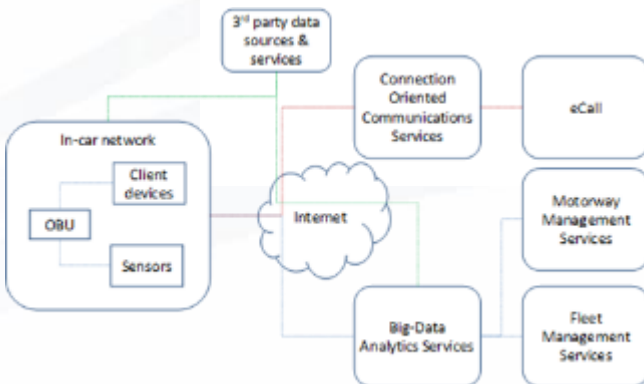 3rd party data
sources &
services
Connection
Oriented
Communications
Services
eCall
In-car network
Client
devices
OBU
Sensors
Internet
Motorway
Management
Services
Big-Data
Analytics Services
Fleet
Management
Services